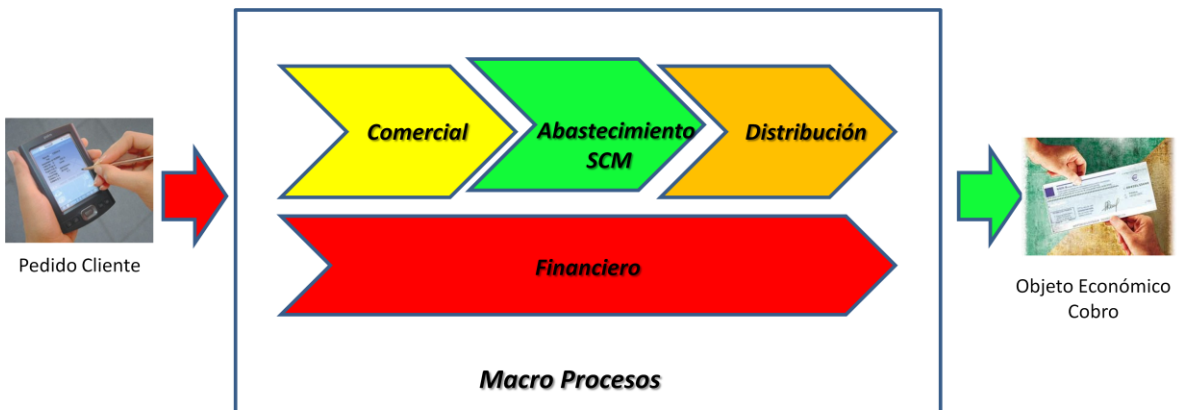 Comercial
Abastecimiento
SCM
Distribución
Pedido Cliente
Financiero
Objeto Económico
Cobro
Macro Procesos